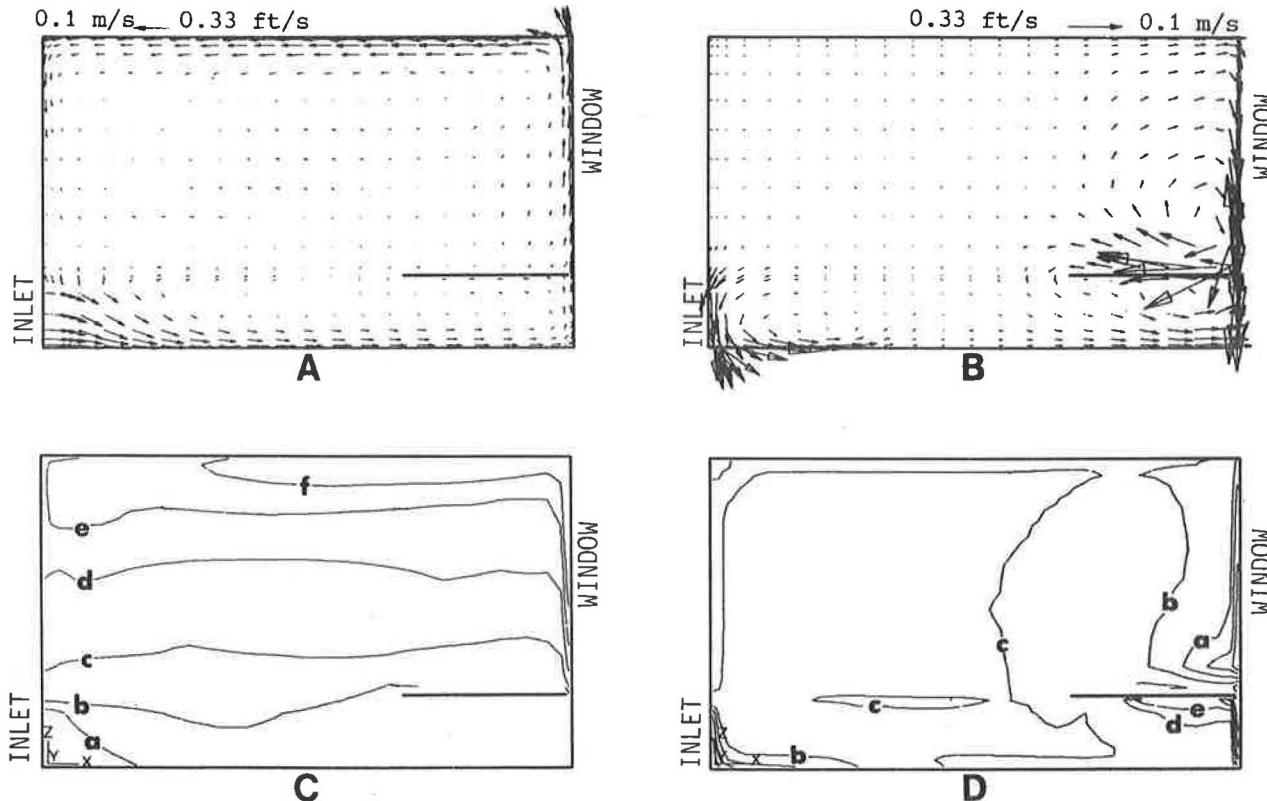 0.1 m/s 0.33 ft/s
0.33 ft/s 0.1 m/s
INLET
WINDOW
A
INLET
WINDOW
B
f
e
d
c
b
a
Z
Y
X
INLET
WINDOW
C
b
a
c
c
e
d
b
Z
X
INLET
WINDOW
D